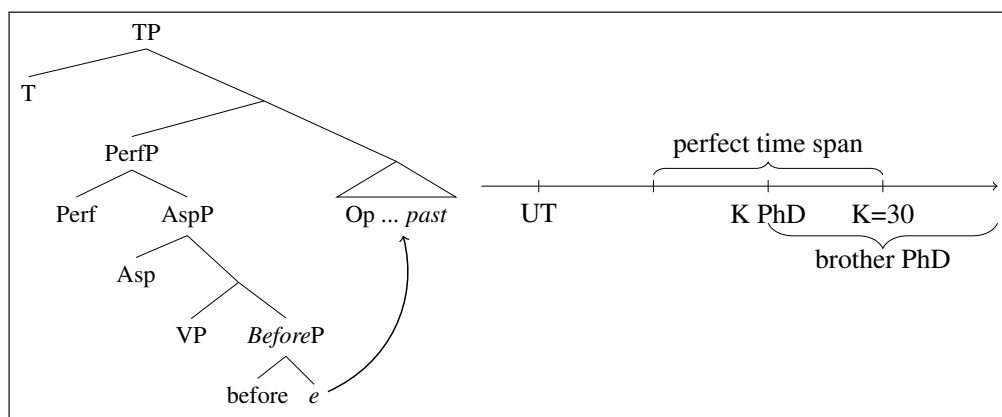 TP
T
PerfP
Perf AspP Op ... past
Asp
VP BeforeP
before e
perfect time span
UT K PhD K=30
brother PhD